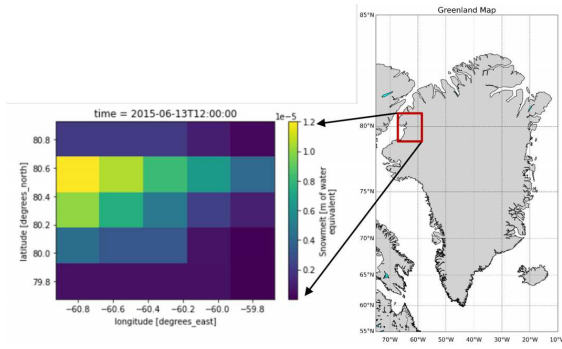 Greenland Map
time = 2015-06-13T12:00:00
1e−5
80.8
80.6
80.4
80.2
80.0
79.8
latitude [degrees_north]
−60.8
−60.6
−60.4
−60.2
−60.0
−59.8
longitude [degrees_east]
1.2
1.0
0.8
0.6
0.4
0.2
Snowmelt [m of water
equivalent]
85°N
80°N
75°N
70°N
65°N
60°N
55°N
70°W
60°W
50°W
40°W
30°W
20°W
10°W